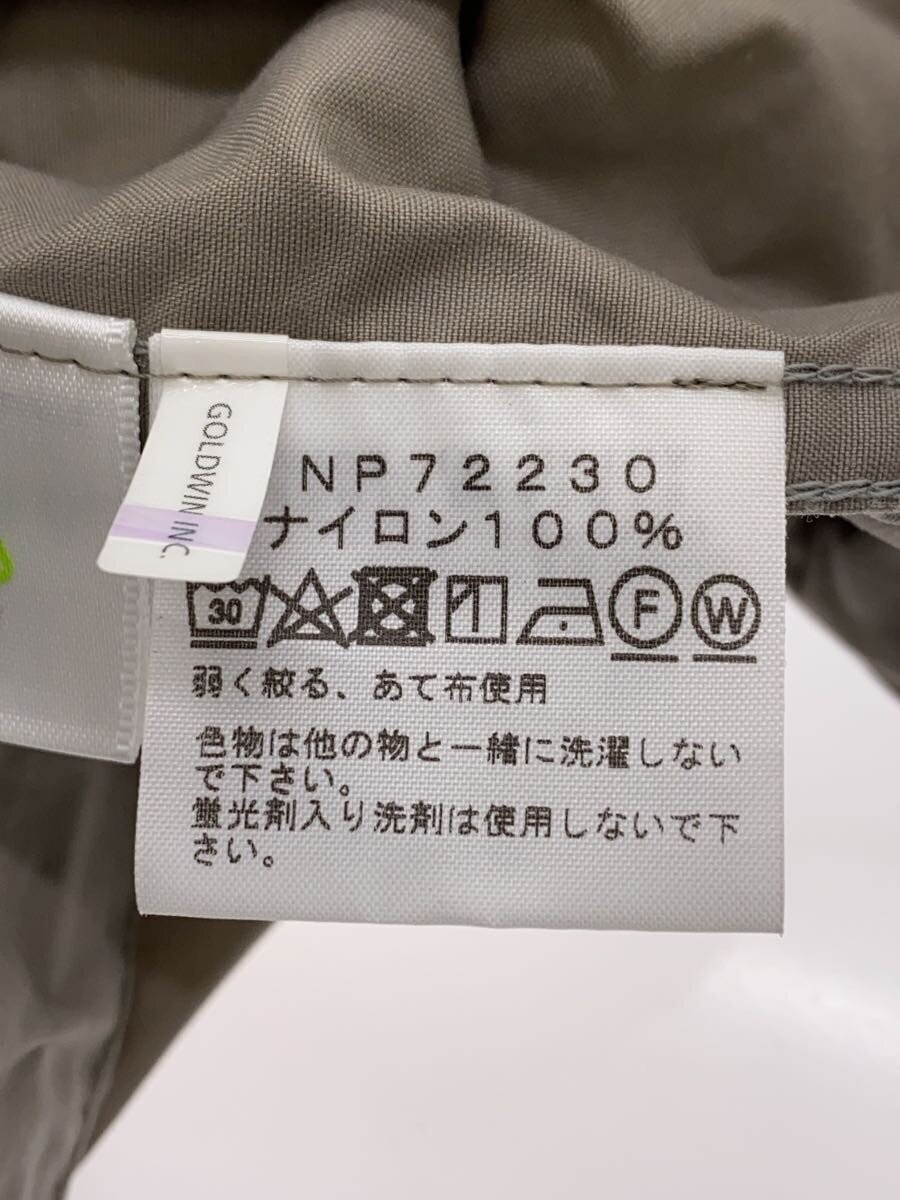 GOLDWIN INC.
NP72230
ナイロン100%
30 F W
弱く絞る、あて布使用
色物は他の物と一緒に洗濯しない
で下さい。
蛍光剤入り洗剤は使用しないで下
さい。